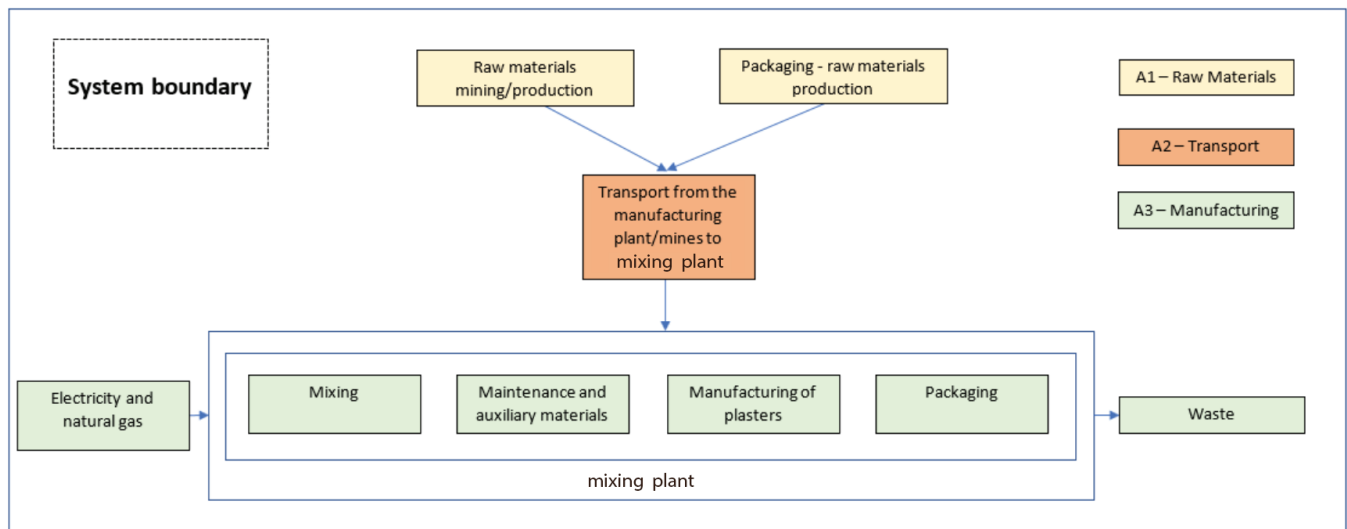 System boundary
Raw materials
mining/production
Packaging - raw materials
production
A1 – Raw Materials
A2 – Transport
A3 – Manufacturing
Transport from the
manufacturing
plant/mines to
mixing plant
Electricity and
natural gas
Mixing
Maintenance and
auxiliary materials
Manufacturing of
plasters
Packaging
Waste
mixing plant